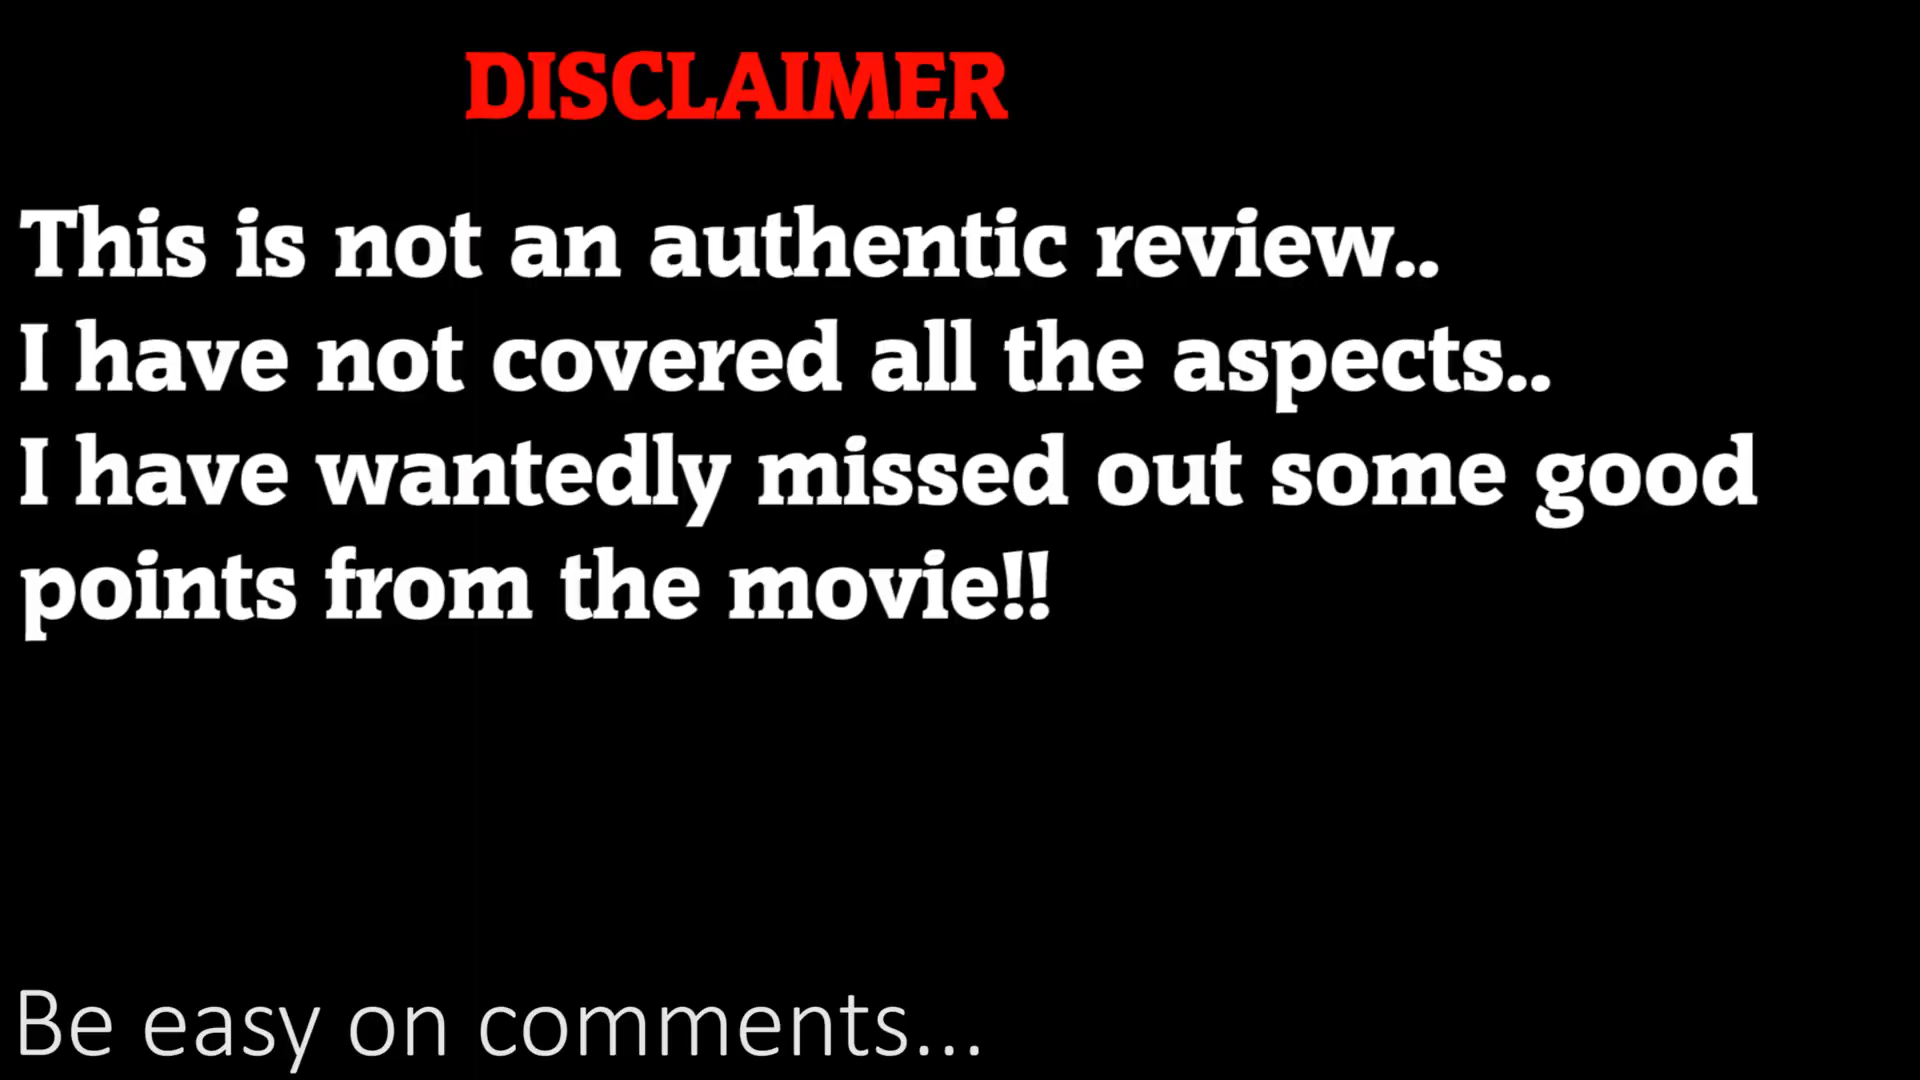 DISCLAIMER
This is not an authentic review..
I have not covered all the aspects..
I have wantedly missed out some good
points from the movie!!
Be easy on comments...